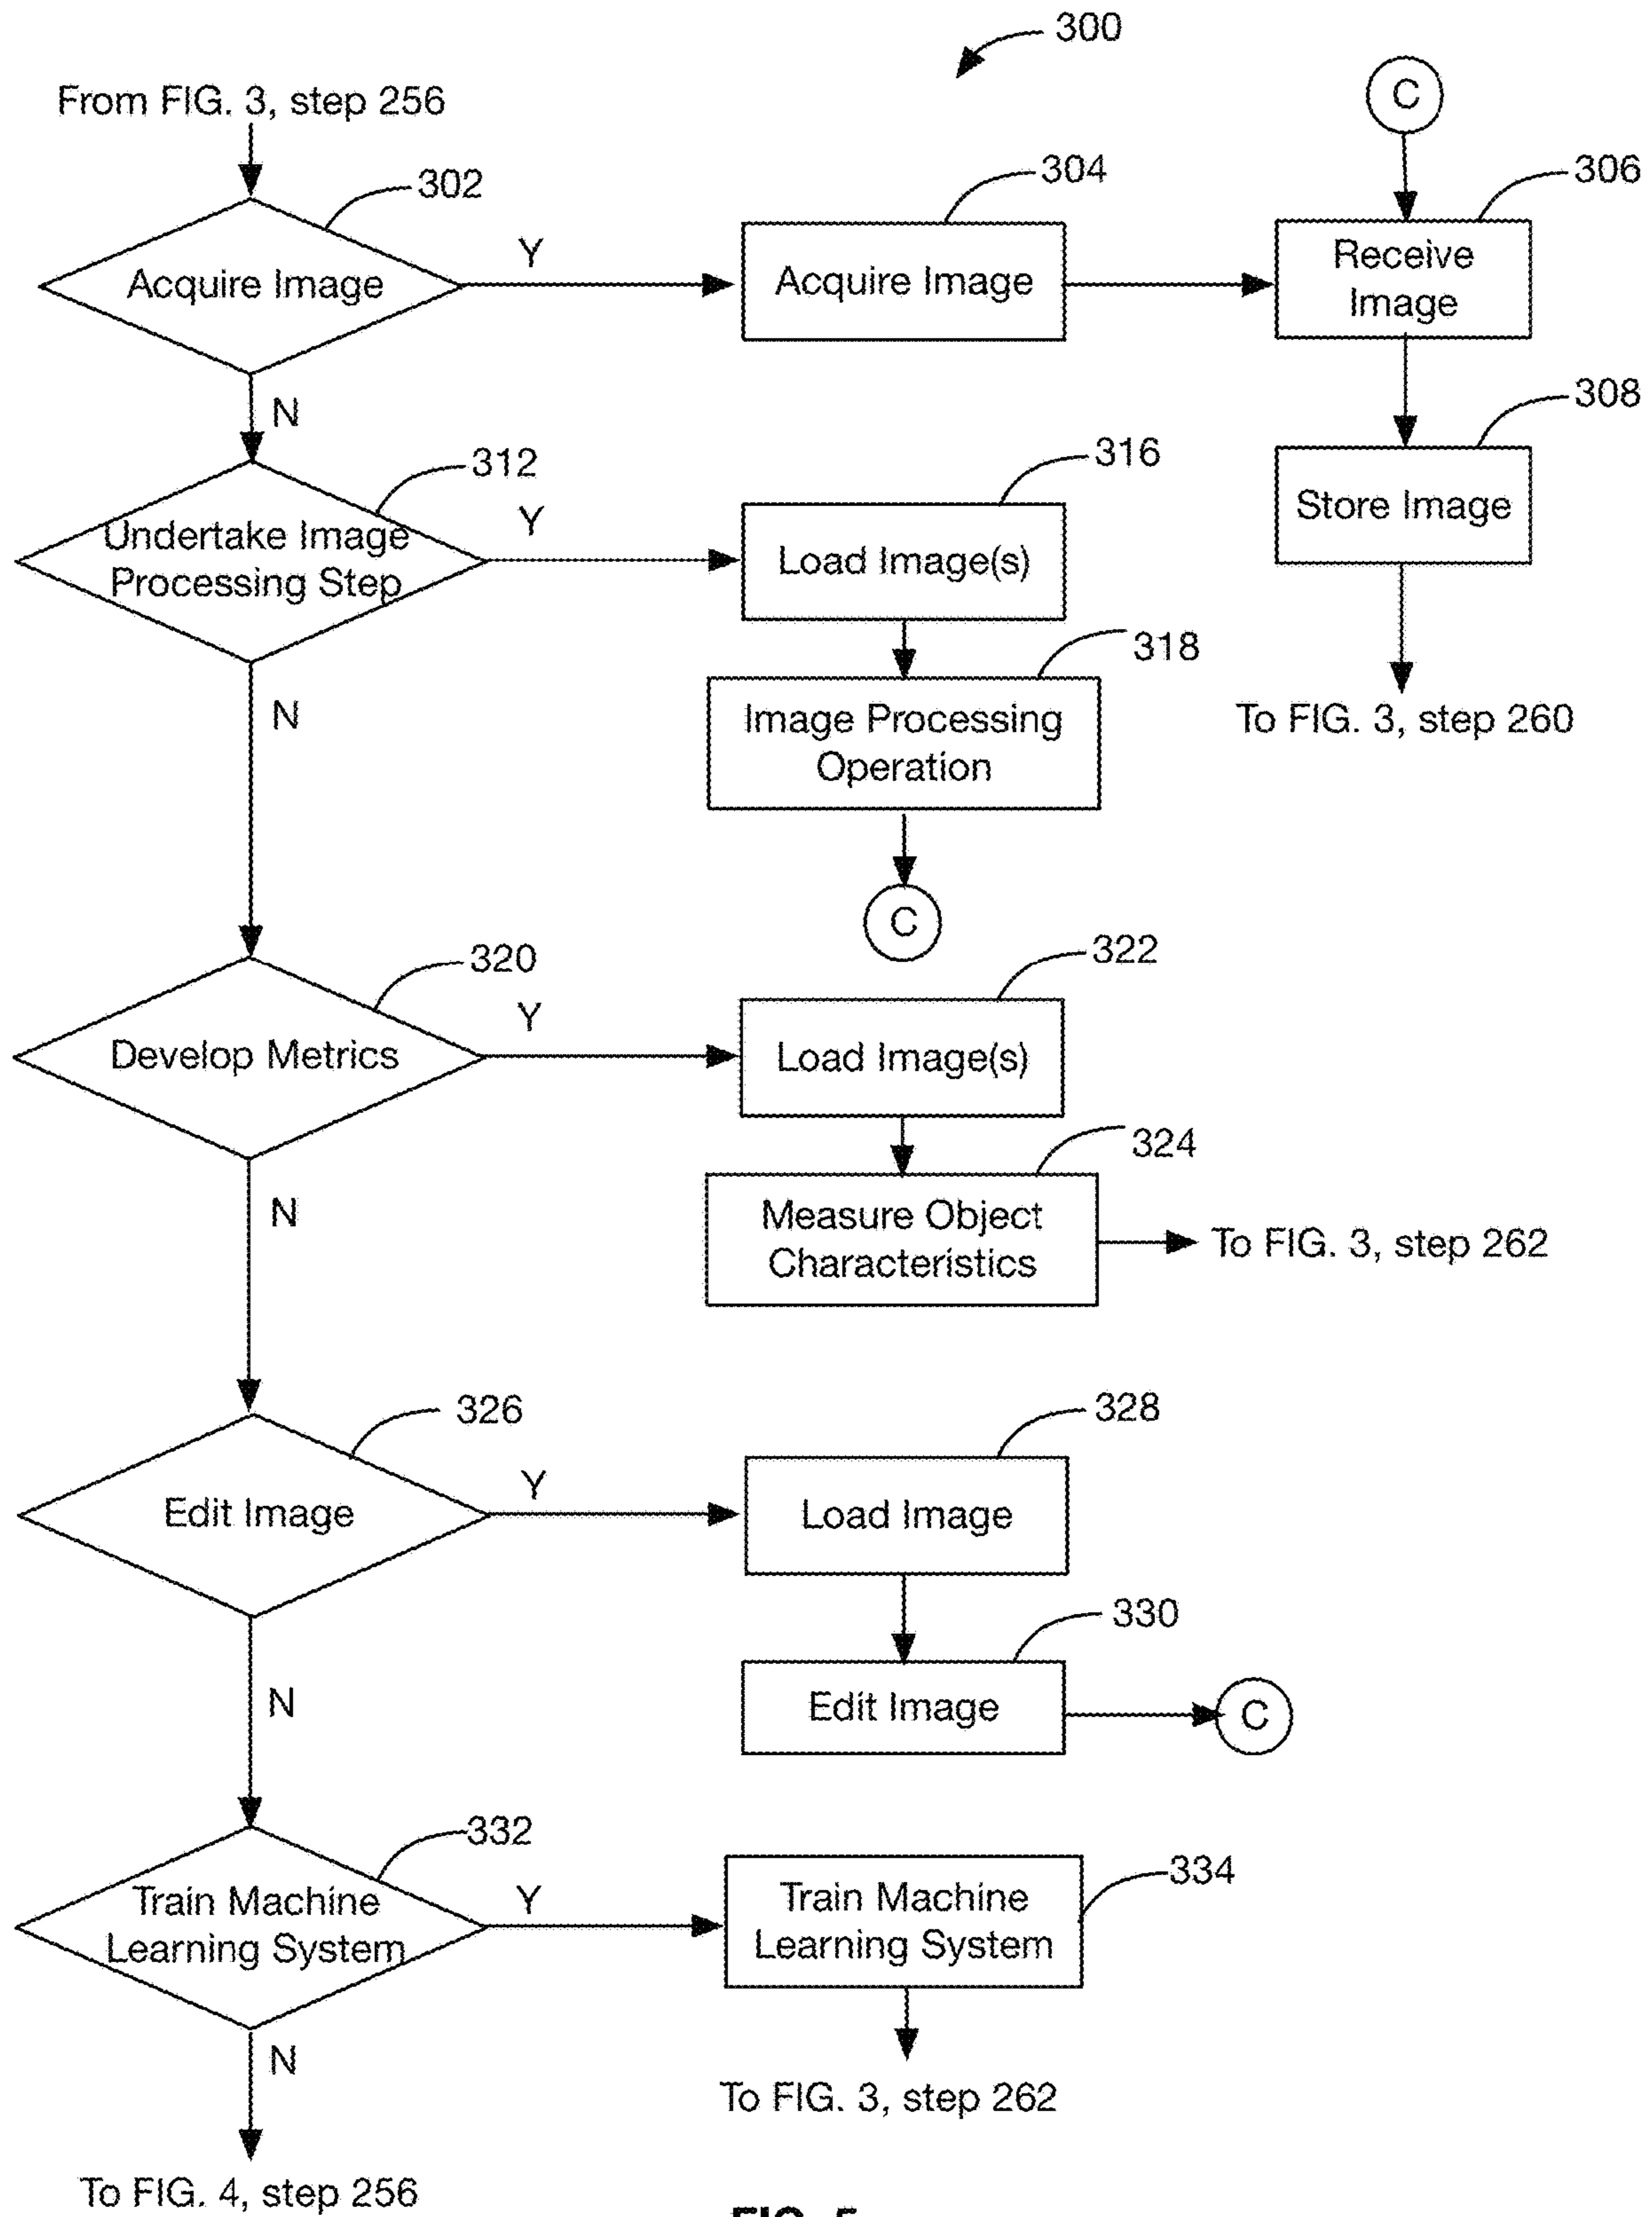 300
From FIG. 3, step 256
C
302
304
306
Acquire Image
Y
Acquire Image
Receive
Image
N
308
312
316
Store Image
Undertake Image
Processing Step
Y
Load Image(s)
318
N
Image Processing
Operation
To FIG. 3, step 260
C
320
322
Develop Metrics
Y
Load Image(s)
324
N
Measure Object
Characteristics
To FIG. 3, step 262
326
328
Edit Image
Y
Load Image
330
N
Edit Image
C
332
334
Train Machine
Learning System
Y
Train Machine
Learning System
N
To FIG. 3, step 262
To FIG. 4, step 256
FIG. 5